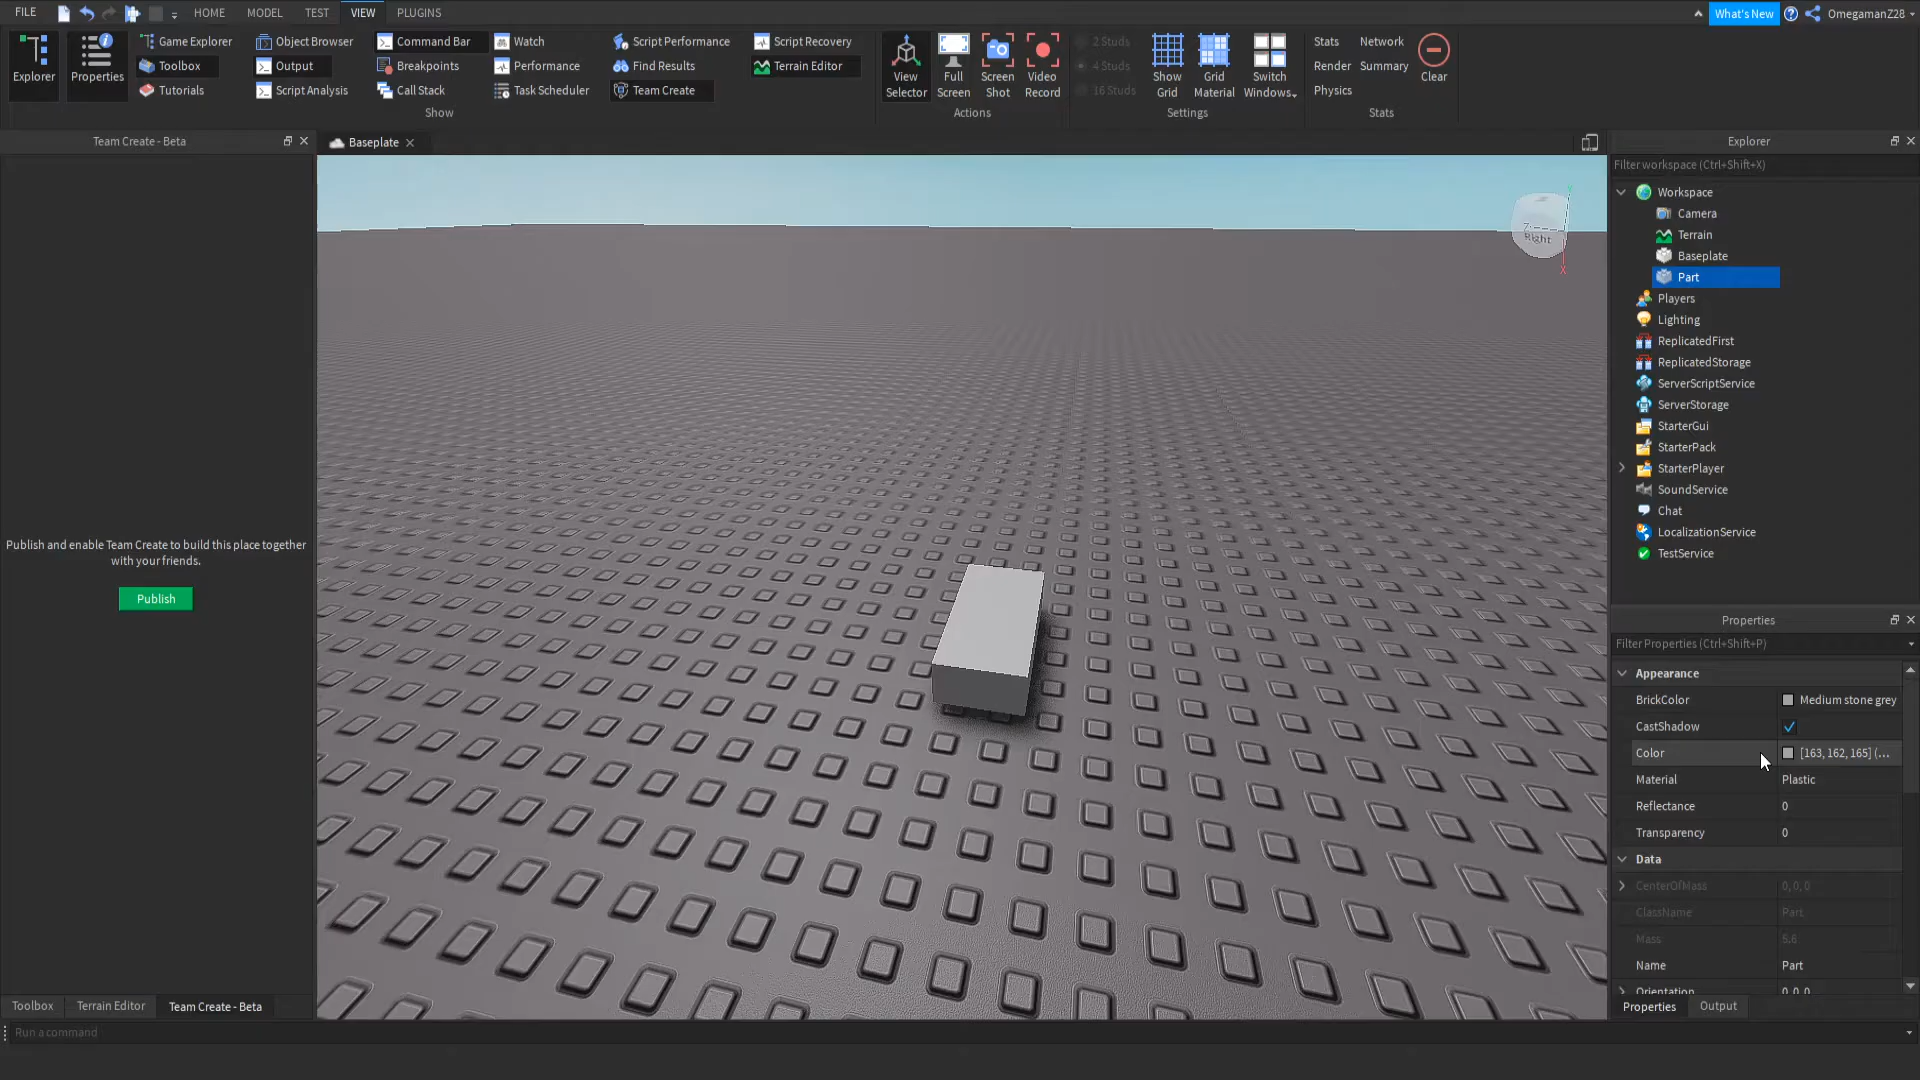 FILE HOME MODEL TEST VIEW PLUGINS What's New OmegamanZ28
Explorer
Properties
Game Explorer
Toolbox
Tutorials
Object Browser
Output
Script Analysis
Command Bar
Breakpoints
Call Stack
Watch
Performance
Task Scheduler
Script Performance
Find Results
Team Create
Script Recovery
Terrain Editor
Show
View
Selector
Full
Screen
Screen
Shot
Video
Record
Actions
2 Studs
4 Studs
16 Studs
Show
Grid
Grid
Material
Switch
Windows
Settings
Stats
Render
Physics
Network
Summary
Clear
Stats
Team Create - Beta
Publish and enable Team Create to build this place together
with your friends.
Publish
Toolbox Terrain Editor Team Create - Beta
Run a command
Baseplate
Right
Explorer
Filter workspace (Ctrl+Shift+X)
Workspace
Camera
Terrain
Baseplate
Part
Players
Lighting
ReplicatedFirst
ReplicatedStorage
ServerScriptService
ServerStorage
StarterGui
StarterPack
StarterPlayer
SoundService
Chat
LocalizationService
TestService
Properties
Filter Properties (Ctrl+Shift+P)
Appearance
BrickColor Medium stone grey
CastShadow
Color [163, 162, 165] (...
Material Plastic
Reflectance 0
Transparency 0
Data
CenterOfMass 0, 0, 0
ClassName Part
Mass 5.6
Name Part
Orientation 0, 0, 0
Properties Output